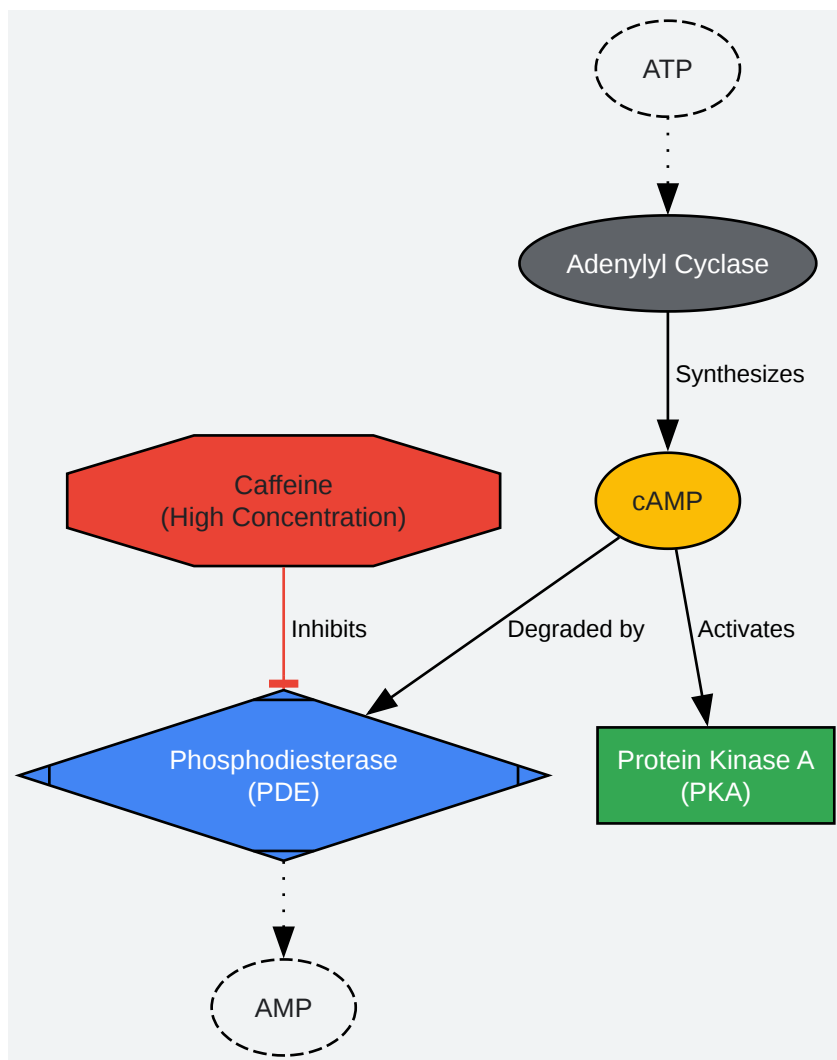 ATP
Adenylyl Cyclase
Synthesizes
Caffeine
(High Concentration)
cAMP
Inhibits
Degraded by
Activates
Phosphodiesterase
(PDE)
Protein Kinase A
(PKA)
AMP